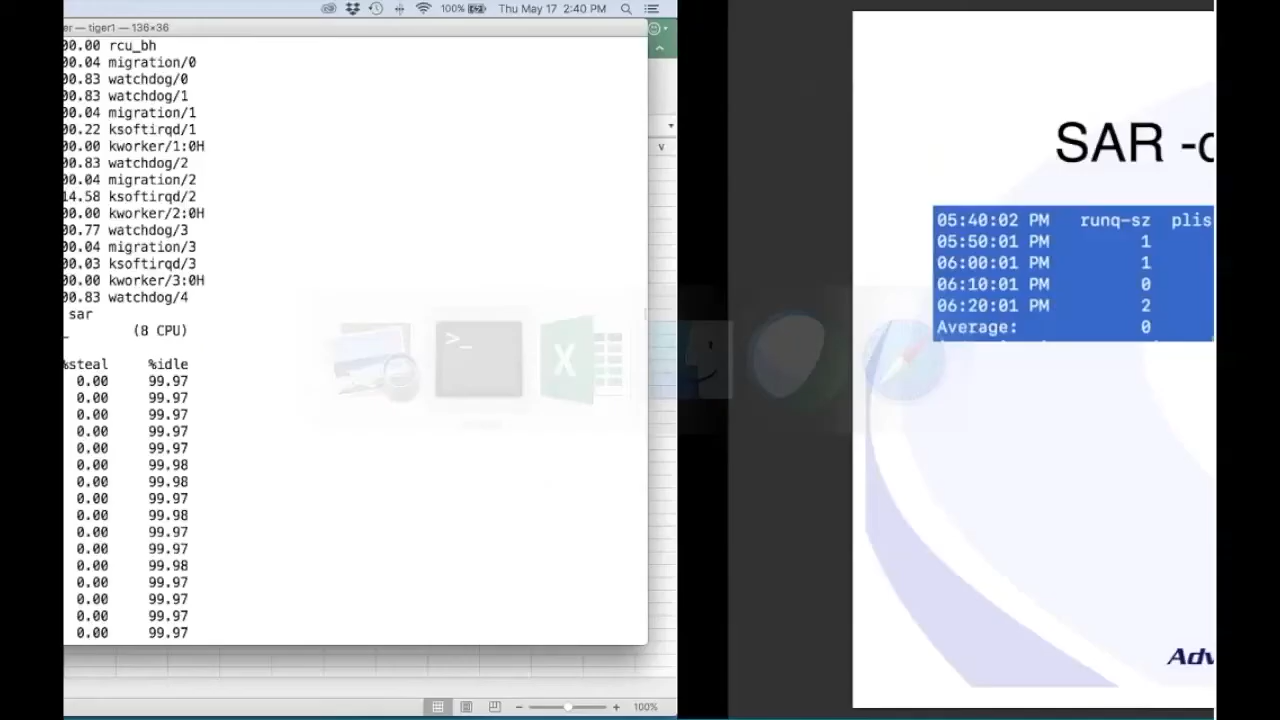 100% Thu May 17 2:40 PM
er — tiger1 — 136×36
00.00 rcu_bh
00.04 migration/0
00.83 watchdog/0
00.83 watchdog/1
00.04 migration/1
00.22 ksoftirqd/1
00.00 kworker/1:0H
00.83 watchdog/2
00.04 migration/2
14.58 ksoftirqd/2
00.00 kworker/2:0H
00.77 watchdog/3
00.04 migration/3
00.03 ksoftirqd/3
00.00 kworker/3:0H
00.83 watchdog/4
sar
(8 CPU)
%steal %idle
0.00 99.97
0.00 99.98
0.00 99.97
0.00 99.97
0.00 99.97
0.00 99.98
0.00 99.98
0.00 99.97
0.00 99.98
0.00 99.97
0.00 99.97
0.00 99.98
0.00 99.97
0.00 99.97
0.00 99.97
0.00 99.97
V
100%
SAR -
05:40:02 PM runq-sz plis
05:50:01 PM 1
06:00:01 PM 1
06:10:01 PM 0
06:20:01 PM 2
Average: 0
Adv